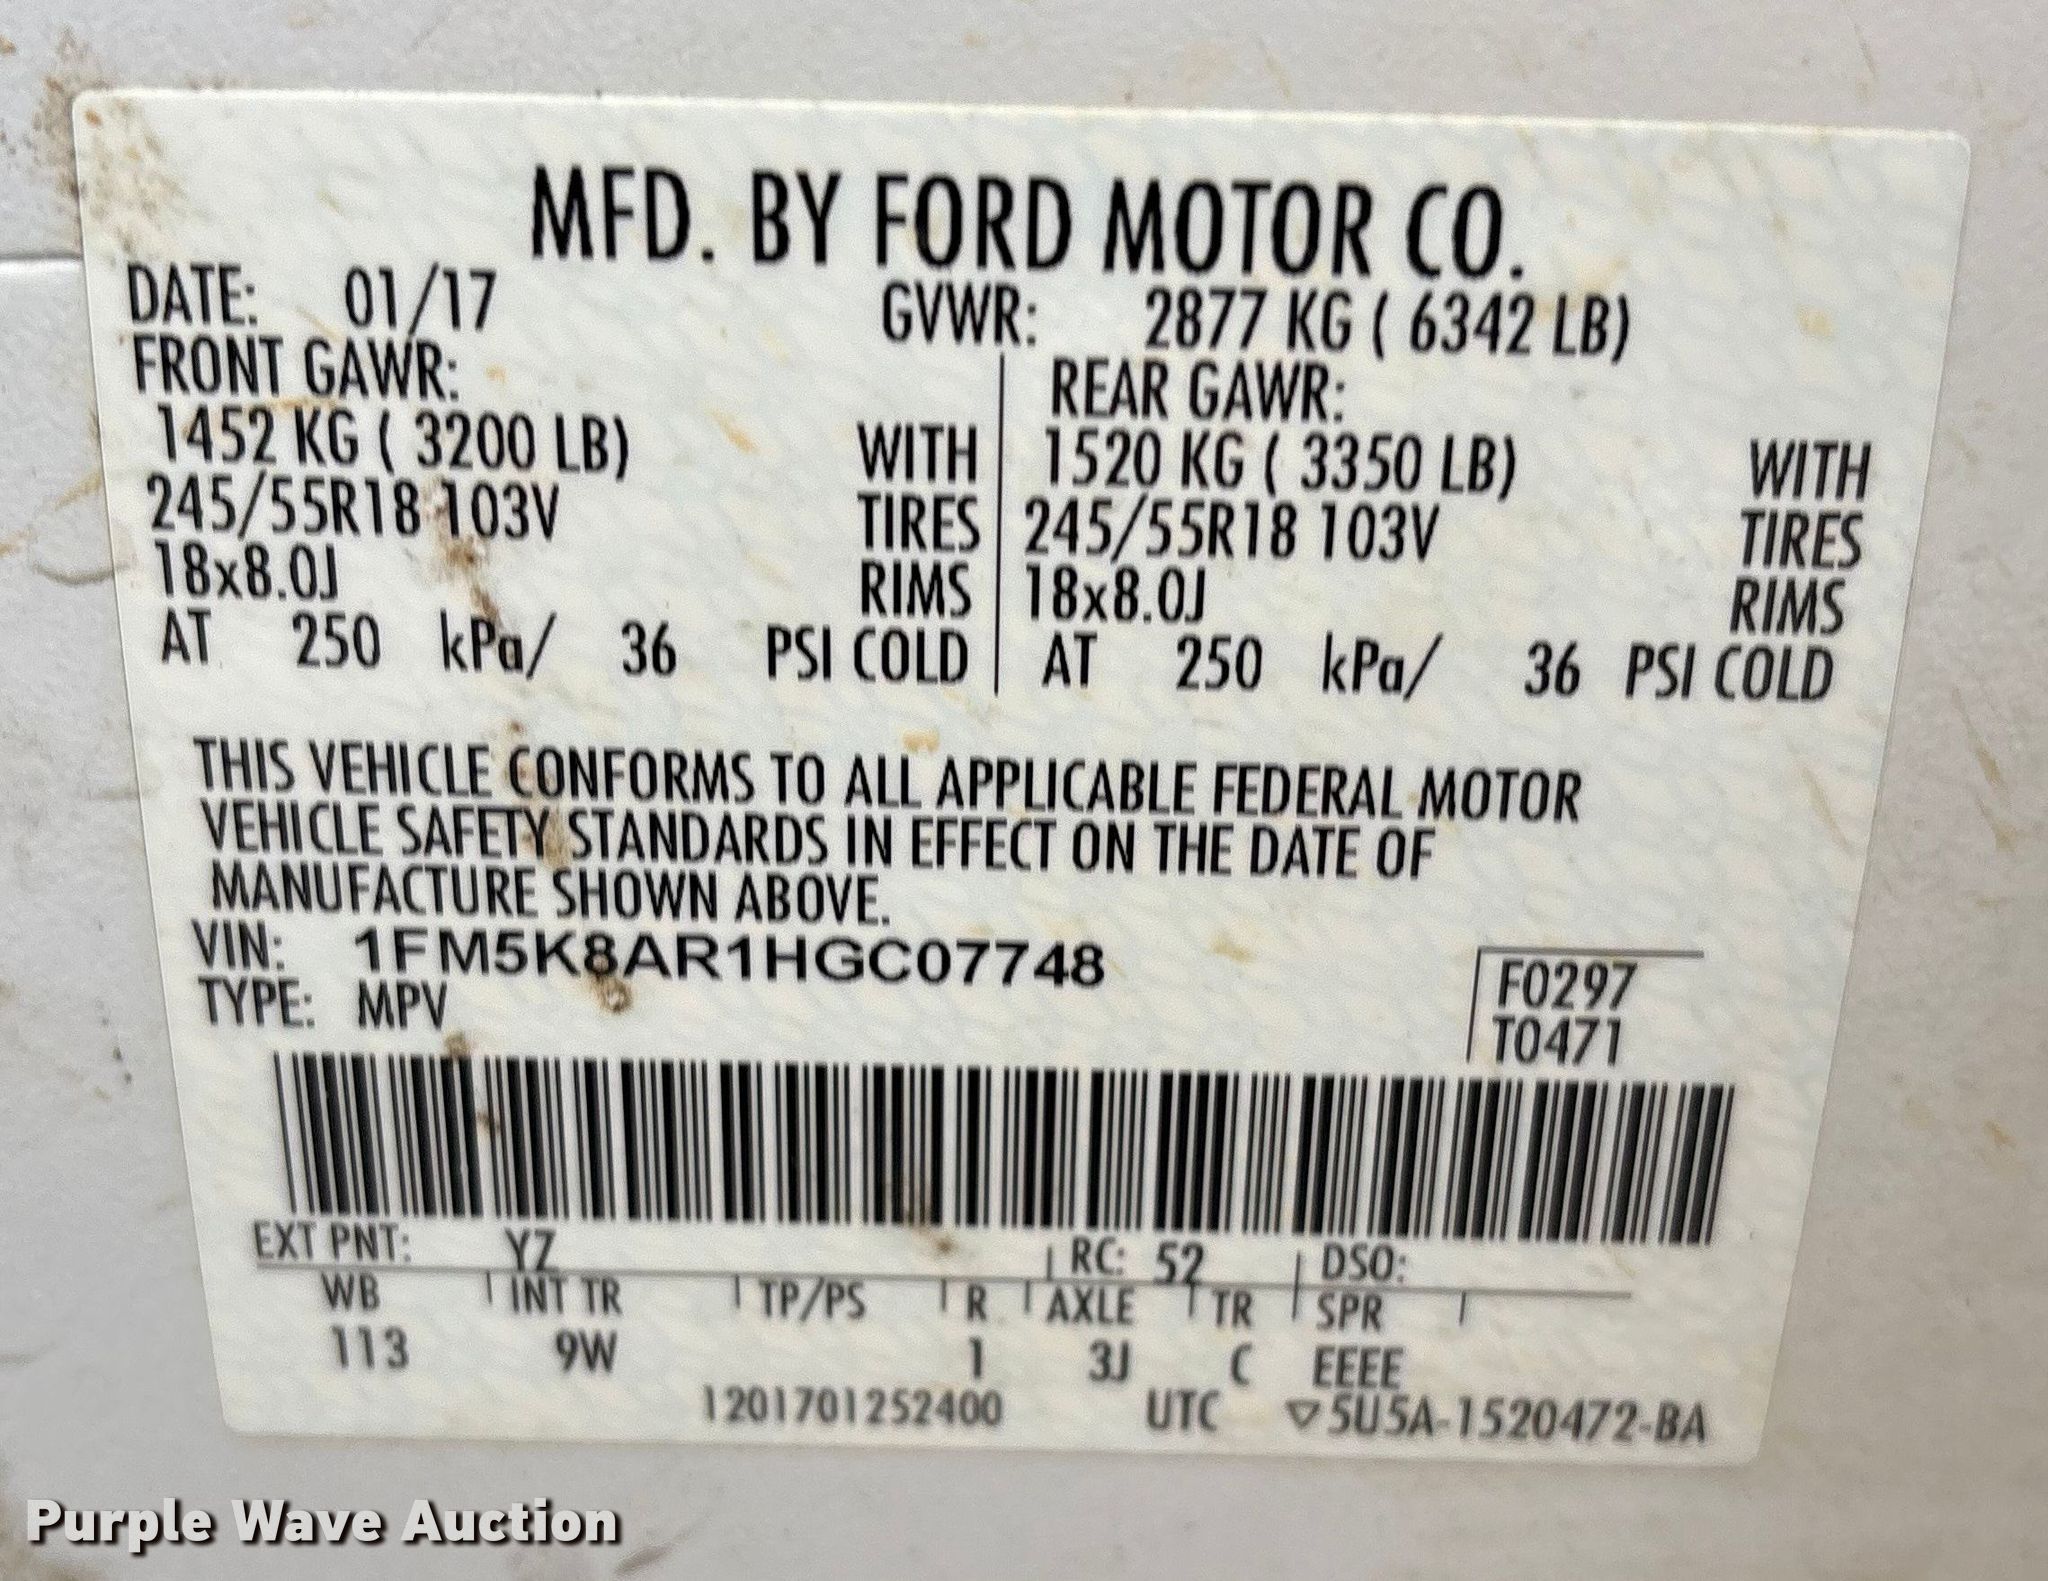 MFD. BY FORD MOTOR CO.
DATE: 01/17 GVWR: 2877 KG ( 6342 LB)
FRONT GAWR: REAR GAWR:
1452 KG ( 3200 LB) WITH 1520 KG ( 3350 LB) WITH
245/55R18 103V TIRES 245/55R18 103V TIRES
18x8.0J RIMS 18x8.0J RIMS
AT 250 kPa/ 36 PSI COLD AT 250 kPa/ 36 PSI COLD
THIS VEHICLE CONFORMS TO ALL APPLICABLE FEDERAL MOTOR
VEHICLE SAFETY STANDARDS IN EFFECT ON THE DATE OF
MANUFACTURE SHOWN ABOVE.
VIN: 1FM5K8AR1HGC07748
TYPE: MPV
F0297
T0471
EXT PNT: YZ RC: 52 DSO:
WB INT TR TP/PS R AXLE TR SPR
113 9W 1 3J C EEEE
1201701252400 UTC ▽5U5A-1520472-BA
Purple Wave Auction